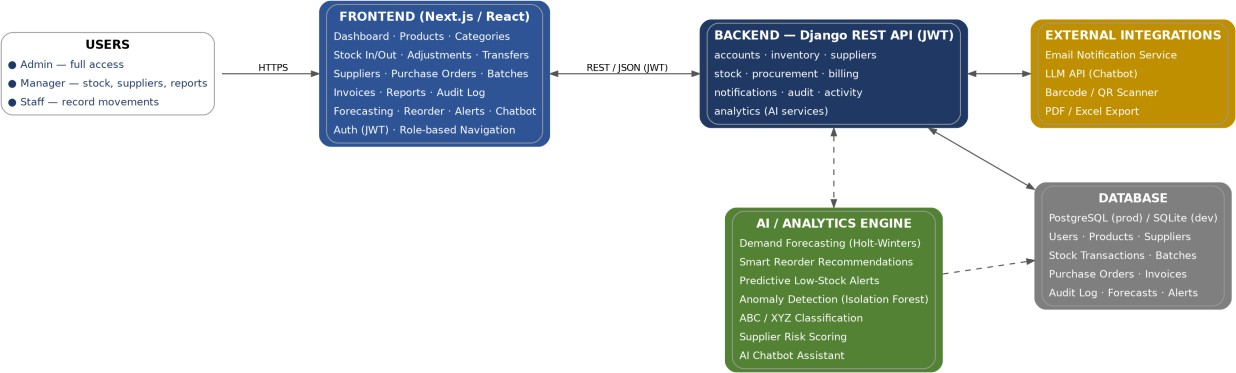 USERS
● Admin — full access
● Manager — stock, suppliers, reports
● Staff — record movements
HTTPS
FRONTEND (Next.js / React)
Dashboard · Products · Categories
Stock In/Out · Adjustments · Transfers
Suppliers · Purchase Orders · Batches
Invoices · Reports · Audit Log
Forecasting · Reorder · Alerts · Chatbot
Auth (JWT) · Role-based Navigation
REST / JSON (JWT)
BACKEND — Django REST API (JWT)
accounts · inventory · suppliers
stock · procurement · billing
notifications · audit · activity
analytics (AI services)
EXTERNAL INTEGRATIONS
Email Notification Service
LLM API (Chatbot)
Barcode / QR Scanner
PDF / Excel Export
AI / ANALYTICS ENGINE
Demand Forecasting (Holt-Winters)
Smart Reorder Recommendations
Predictive Low-Stock Alerts
Anomaly Detection (Isolation Forest)
ABC / XYZ Classification
Supplier Risk Scoring
AI Chatbot Assistant
DATABASE
PostgreSQL (prod) / SQLite (dev)
Users · Products · Suppliers
Stock Transactions · Batches
Purchase Orders · Invoices
Audit Log · Forecasts · Alerts